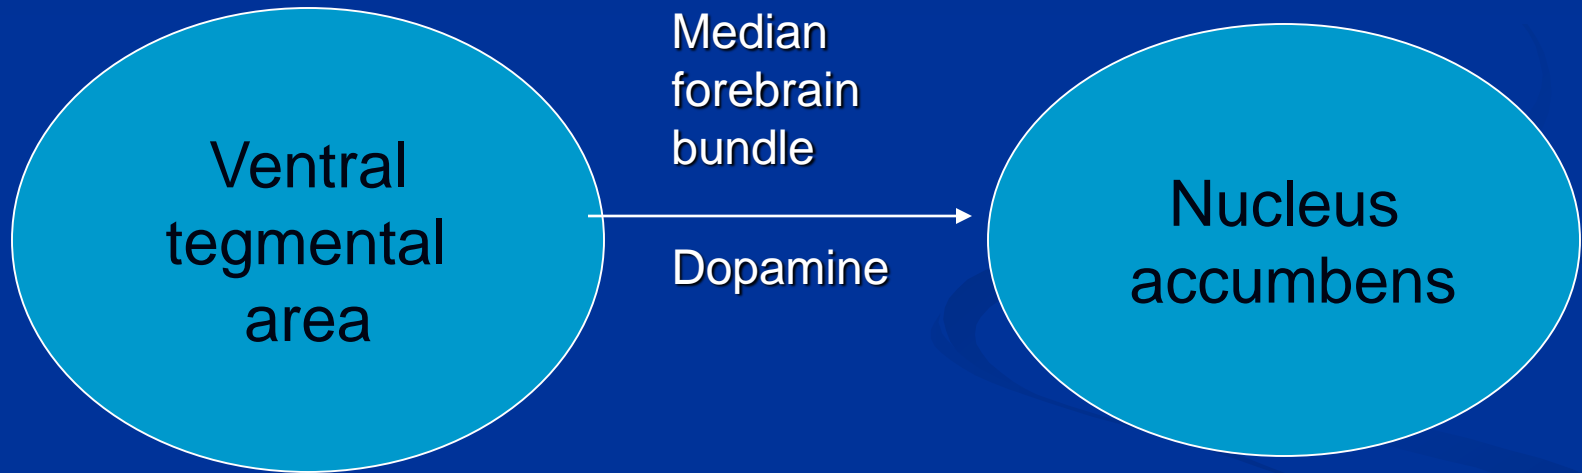 Ventral
tegmental
area
Median
forebrain
bundle
Dopamine
Nucleus
accumbens